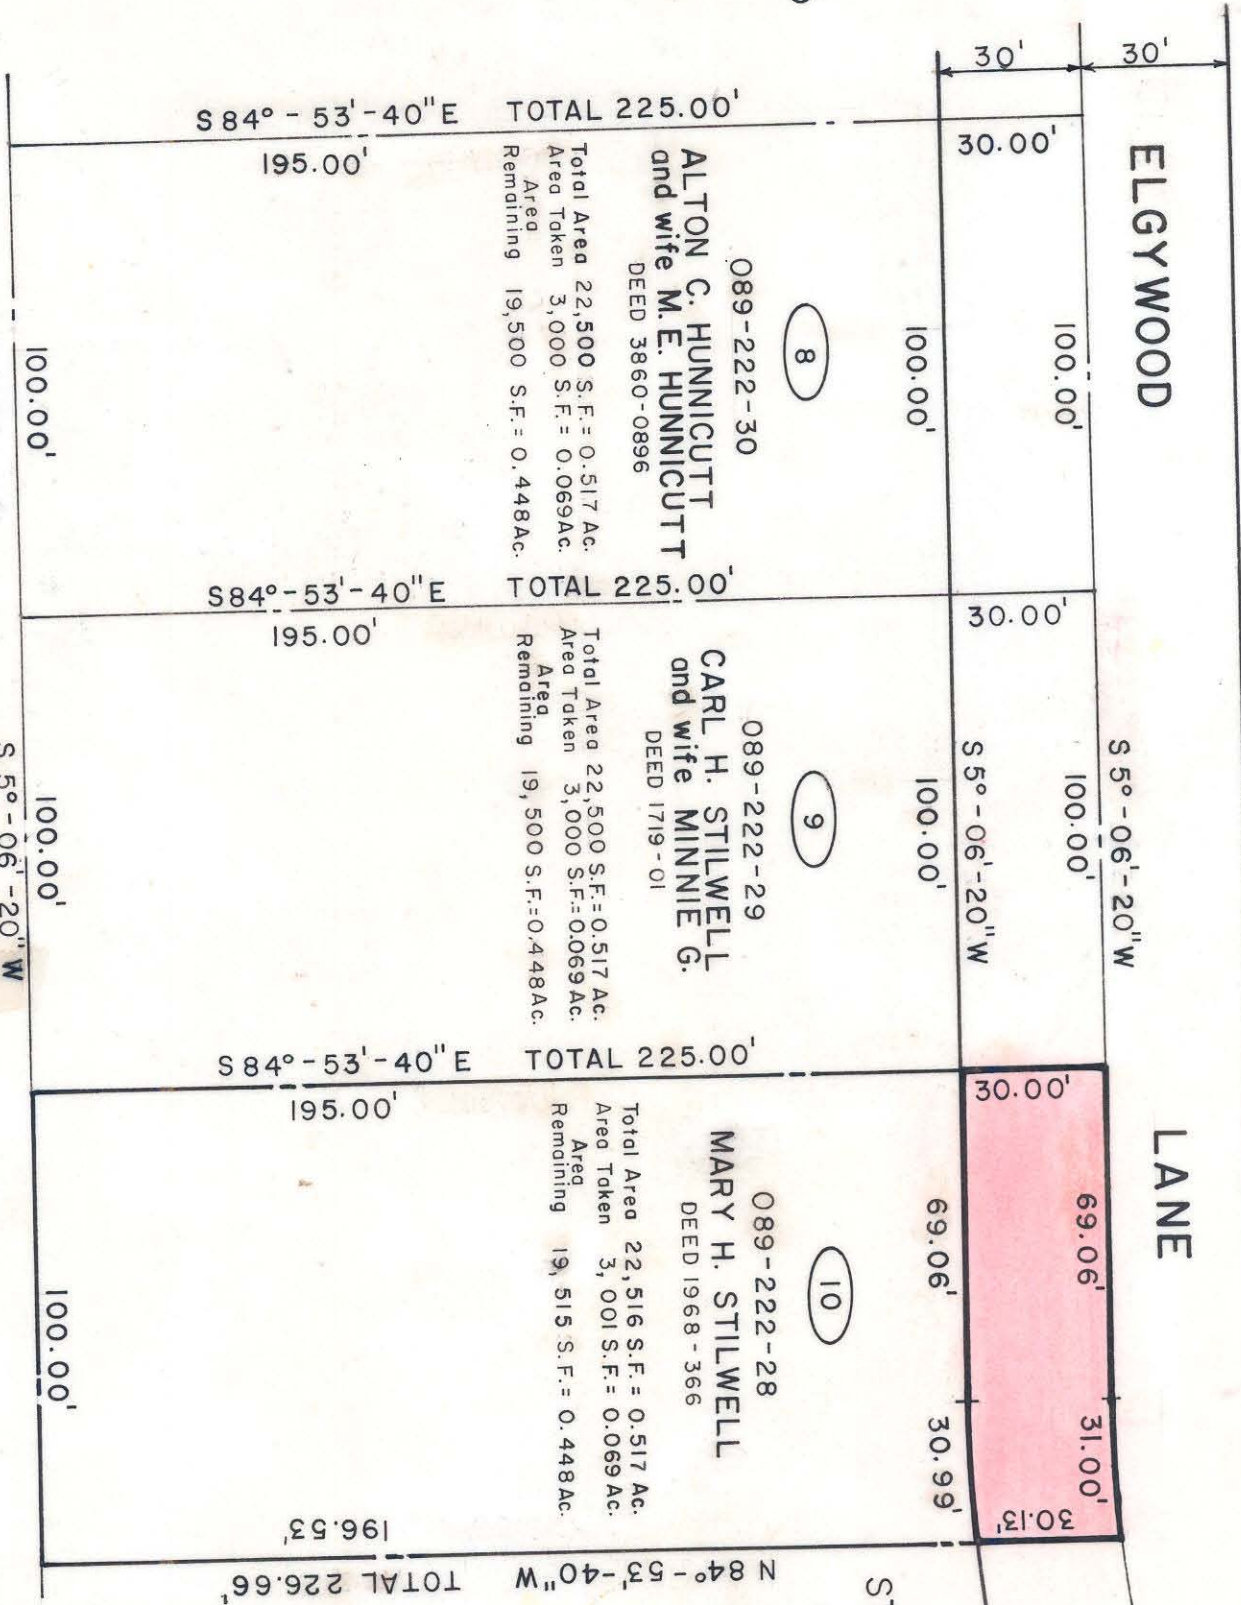 30'
30'
ELGYWOOD LANE
S 84° - 53' - 40" E TOTAL 225.00'
195.00'
30.00'
100.00'
100.00'
8
089-222-30
ALTON C. HUNNICUTT
and wife M.E. HUNNICUTT
DEED 3860-0896
Total Area 22,500 S.F. = 0.517 Ac.
Area Taken 3,000 S.F. = 0.069Ac.
Area
Remaining 19,500 S.F. = 0.448Ac.
100.00'
S84° - 53' - 40" E TOTAL 225.00'
195.00'
30.00'
S 5° - 06' - 20" W
100.00'
S 5° - 06' - 20" W
100.00'
9
089-222-29
CARL H. STILWELL
and wife MINNIE G.
DEED 1719-01
Total Area 22,500 S.F. = 0.517 Ac.
Area Taken 3,000 S.F. = 0.069 Ac.
Area
Remaining 19,500 S.F. = 0.448Ac.
100.00'
S 5° - 06' - 20" W
S 84° - 53' - 40" E TOTAL 225.00'
195.00'
30.00'
69.06' 31.00'
69.06' 30.99'
30.13'
10
089-222-28
MARY H. STILWELL
DEED 1968 - 366
Total Area 22,516 S.F. = 0.517 Ac.
Area Taken 3,001 S.F. = 0.069 Ac.
Area
Remaining 19,515 S.F. = 0.448Ac.
100.00'
196.53'
N 84° - 53' - 40" W TOTAL 226.66'